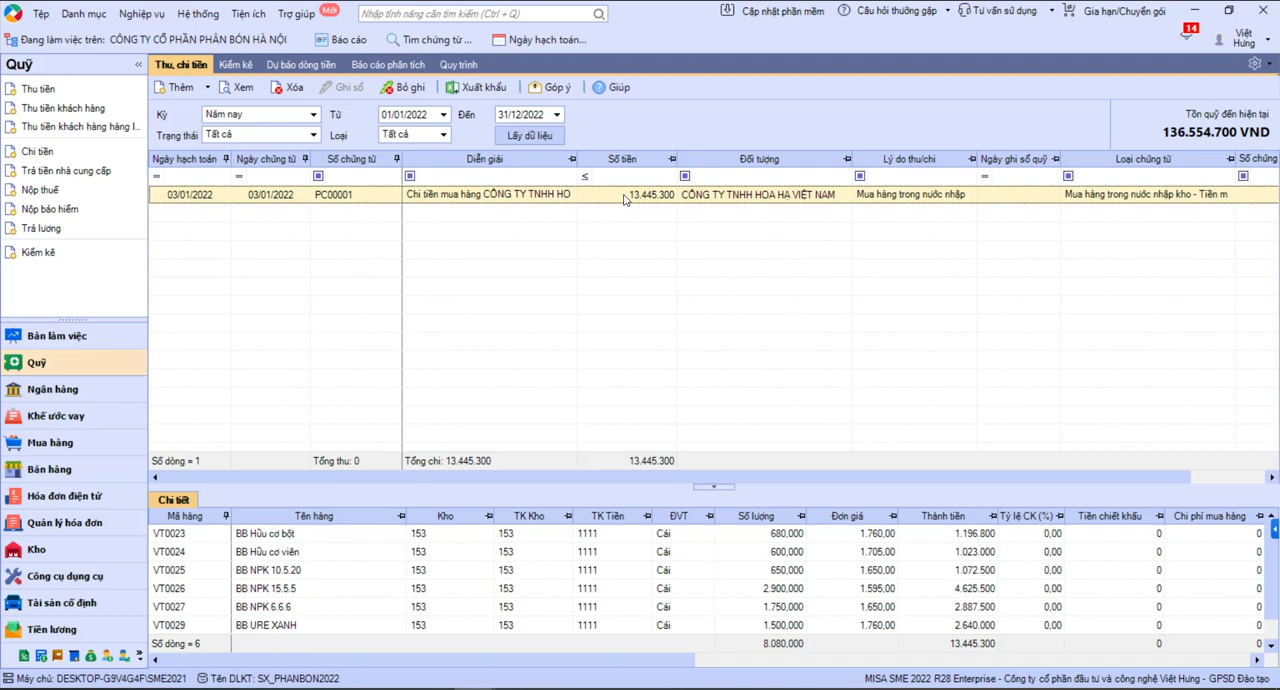 Tệp Danh mục Nghiệp vụ Hệ thống Tiện ích Trợ giúp Mới Nhập tính năng cần tìm kiếm (Ctrl + Q) Cập nhật phần mềm Câu hỏi thường gặp Tư vấn sử dụng Gia hạn/Chuyển gói
Đang làm việc trên: CÔNG TY CỔ PHẦN PHÂN BÓN HÀ NỘI Báo cáo Tìm chứng từ ... Ngày hạch toán... 14 Việt Hưng
Quỹ « Thu, chi tiền Kiểm kê Dự báo dòng tiền Báo cáo phân tích Quy trình
Thu tiền
Thu tiền khách hàng
Thu tiền khách hàng hàng l...
Chi tiền
Trả tiền nhà cung cấp
Nộp thuế
Nộp bảo hiểm
Trả lương
Kiểm kê
Bàn làm việc
Quỹ
Ngân hàng
Khế ước vay
Mua hàng
Bán hàng
Hóa đơn điện tử
Quản lý hóa đơn
Kho
Công cụ dụng cụ
Tài sản cố định
Tiền lương
Thêm Xem Xóa Ghi sổ Bỏ ghi Xuất khẩu Góp ý Giúp
Kỳ Năm nay Từ 01/01/2022 Đến 31/12/2022 Tồn quỹ đến hiện tại
Trạng thái Tất cả Loại Tất cả Lấy dữ liệu 136.554.700 VND
Ngày hạch toán Ngày chứng từ Số chứng từ Diễn giải Số tiền Đối tượng Lý do thu/chi Ngày ghi sổ quỹ Loại chứng từ Số chứng
= = ≤ =
03/01/2022 03/01/2022 PC00001 Chi tiền mua hàng CÔNG TY TNHH HO 13.445.300 CÔNG TY TNHH HOA HẠ VIỆT NAM Mua hàng trong nước nhập Mua hàng trong nước nhập kho - Tiền m
Số dòng = 1 Tổng thu: 0 Tổng chi: 13.445.300 13.445.300
Chi tiết
Mã hàng Tên hàng Kho TK Kho TK Tiền ĐVT Số lượng Đơn giá Thành tiền Tỷ lệ CK (%) Tiền chiết khấu Chi phí mua hàng
VT0023 BB Hữu cơ bột 153 153 1111 Cái 680,000 1.760,00 1.196.800 0,00 0 0
VT0024 BB Hữu cơ viên 153 153 1111 Cái 600,000 1.705,00 1.023.000 0,00 0 0
VT0025 BB NPK 10.5.20 153 153 1111 Cái 650,000 1.650,00 1.072.500 0,00 0 0
VT0026 BB NPK 15.5.5 153 153 1111 Cái 2.900,000 1.595,00 4.625.500 0,00 0 0
VT0027 BB NPK 6.6.6 153 153 1111 Cái 1.750,000 1.650,00 2.887.500 0,00 0 0
VT0029 BB URE XANH 153 153 1111 Cái 1.500,000 1.760,00 2.640.000 0,00 0 0
Số dòng = 6 8.080,000 13.445.300 0 0
Máy chủ: DESKTOP-G9V4G4F\SME2021 Tên DLKT: SX_PHANBON2022 MISA SME 2022 R28 Enterprise - Công ty cổ phần đầu tư và công nghệ Việt Hưng - GPSD Đào tạo